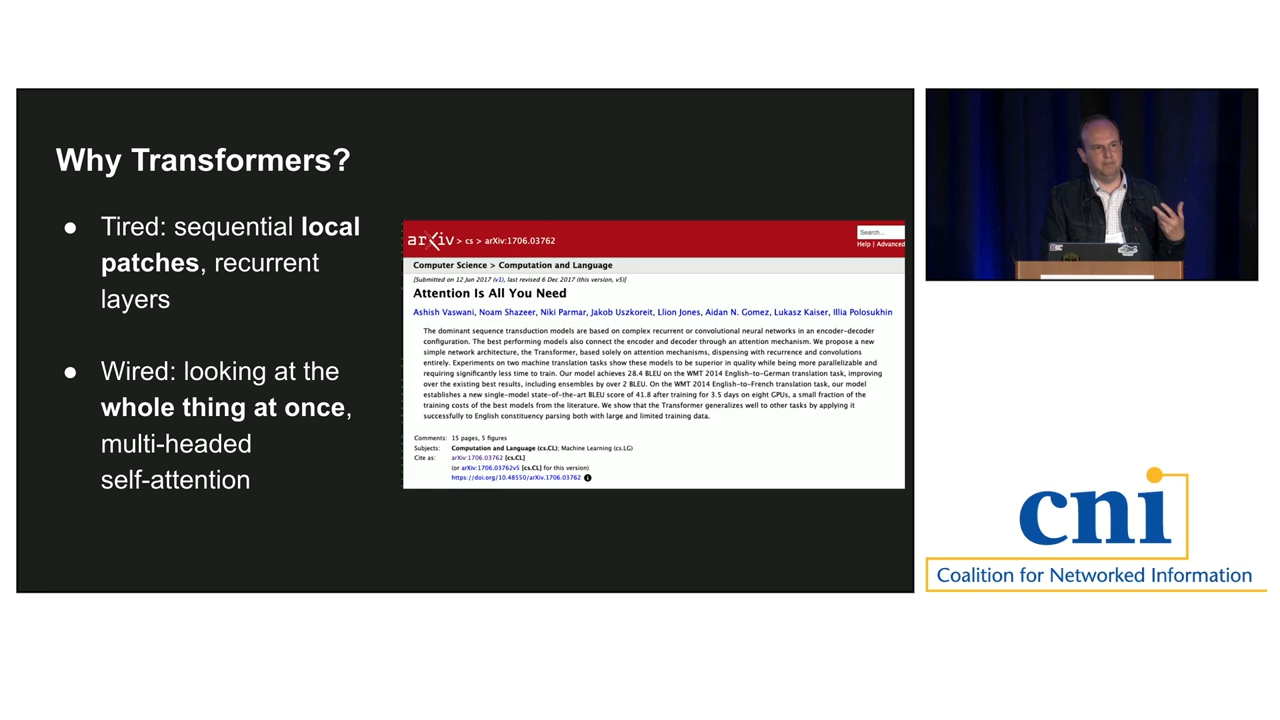 Why Transformers?
● Tired: sequential local
patches, recurrent
layers
● Wired: looking at the
whole thing at once,
multi-headed
self-attention
arXiv > cs > arXiv:1706.03762
Search...
Help | Advanced
Computer Science > Computation and Language
[Submitted on 12 Jun 2017 (v1), last revised 6 Dec 2017 (this version, v5)]
Attention Is All You Need
Ashish Vaswani, Noam Shazeer, Niki Parmar, Jakob Uszkoreit, Llion Jones, Aidan N. Gomez, Lukasz Kaiser, Illia Polosukhin
The dominant sequence transduction models are based on complex recurrent or convolutional neural networks in an encoder-decoder
configuration. The best performing models also connect the encoder and decoder through an attention mechanism. We propose a new
simple network architecture, the Transformer, based solely on attention mechanisms, dispensing with recurrence and convolutions
entirely. Experiments on two machine translation tasks show these models to be superior in quality while being more parallelizable and
requiring significantly less time to train. Our model achieves 28.4 BLEU on the WMT 2014 English-to-German translation task, improving
over the existing best results, including ensembles by over 2 BLEU. On the WMT 2014 English-to-French translation task, our model
establishes a new single-model state-of-the-art BLEU score of 41.8 after training for 3.5 days on eight GPUs, a small fraction of the
training costs of the best models from the literature. We show that the Transformer generalizes well to other tasks by applying it
successfully to English constituency parsing both with large and limited training data.
Comments: 15 pages, 5 figures
Subjects: Computation and Language (cs.CL); Machine Learning (cs.LG)
Cite as: arXiv:1706.03762 [cs.CL]
(or arXiv:1706.03762v5 [cs.CL] for this version)
https://doi.org/10.48550/arXiv.1706.03762
cni
Coalition for Networked Information